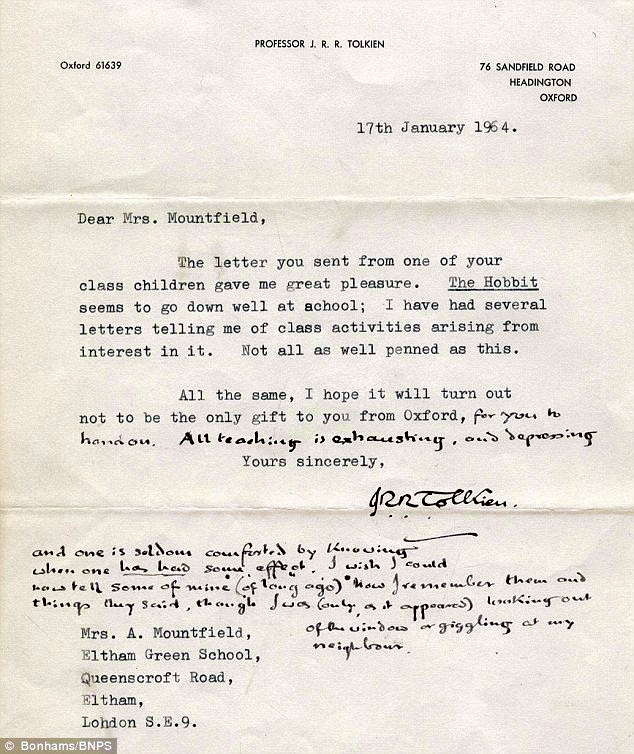 PROFESSOR J. R. R. TOLKIEN
Oxford 61639
76 SANDFIELD ROAD
HEADINGTON
OXFORD
17th January 1964.
Dear Mrs. Mountfield,
The letter you sent from one of your
class children gave me great pleasure. The Hobbit
seems to go down well at school; I have had several
letters telling me of class activities arising from
interest in it. Not all as well penned as this.
All the same, I hope it will turn out
not to be the only gift to you from Oxford, for you to
hand on. All teaching is exhausting, and depressing
Yours sincerely,
JRR Tolkien.
and one is seldom comforted by knowing
when one has had some effect. I wish I could
now tell some of mine (of long ago) how I remember them and
things they said, though I was (only, as it appeared) looking out
of the window or giggling at my
neighbour.
Mrs. A. Mountfield,
Eltham Green School,
Queenscroft Road,
Eltham,
London S.E.9.
© Bonhams/BNPS